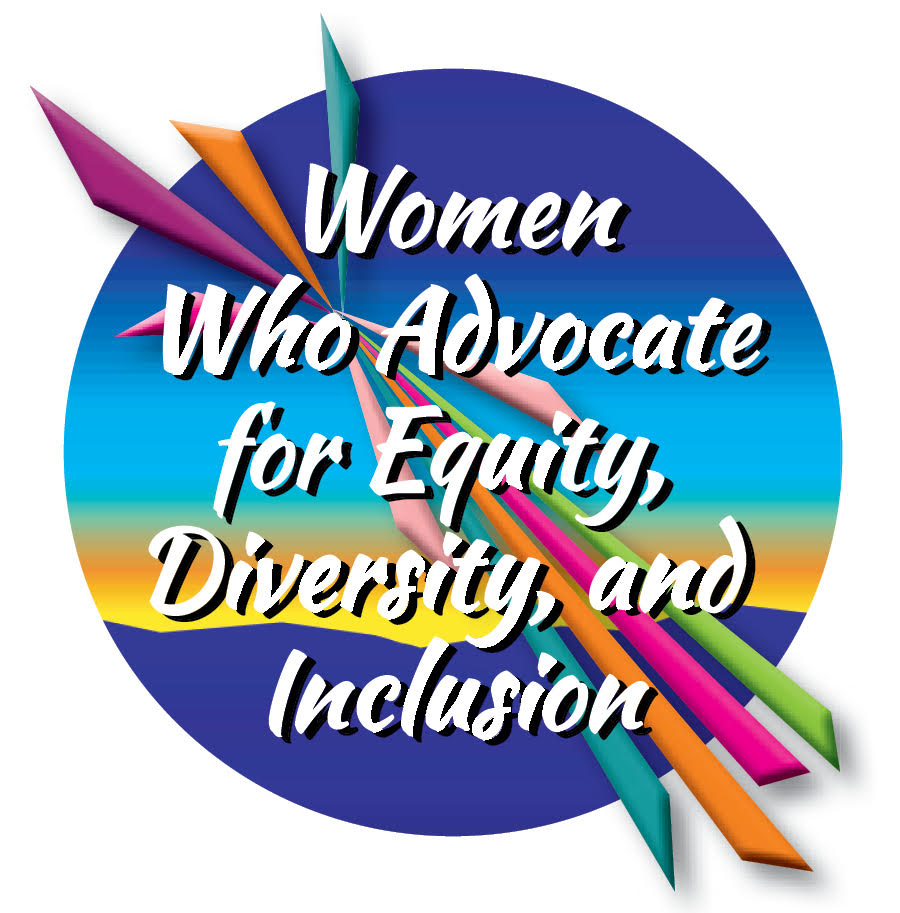 Women
Who Advocate
for Equity,
Diversity, and
Inclusion